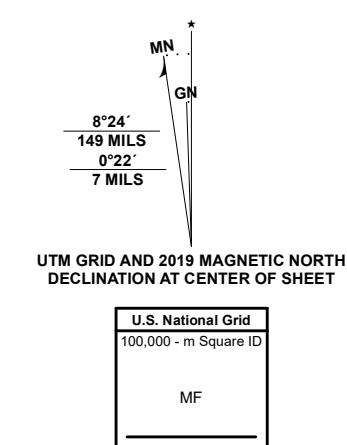 ★
MN
GN
8°24´
149 MILS
0°22´
7 MILS
UTM GRID AND 2019 MAGNETIC NORTH
DECLINATION AT CENTER OF SHEET
U.S. National Grid
100,000 - m Square ID
MF